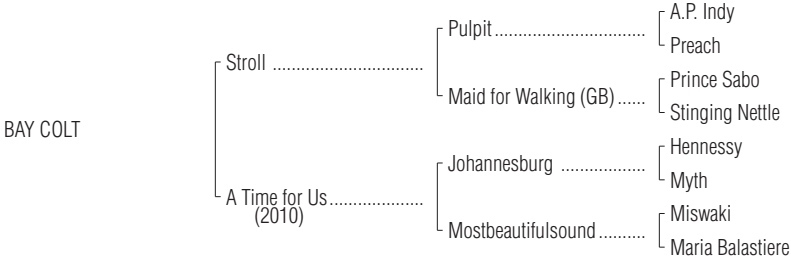 A.P. Indy
Pulpit................................
Preach
Stroll ................................
Prince Sabo
Maid for Walking (GB)......
Stinging Nettle
BAY COLT
Hennessy
Johannesburg ..................
Myth
A Time for Us....................
(2010)
Miswaki
Mostbeautifulsound..........
Maria Balastiere